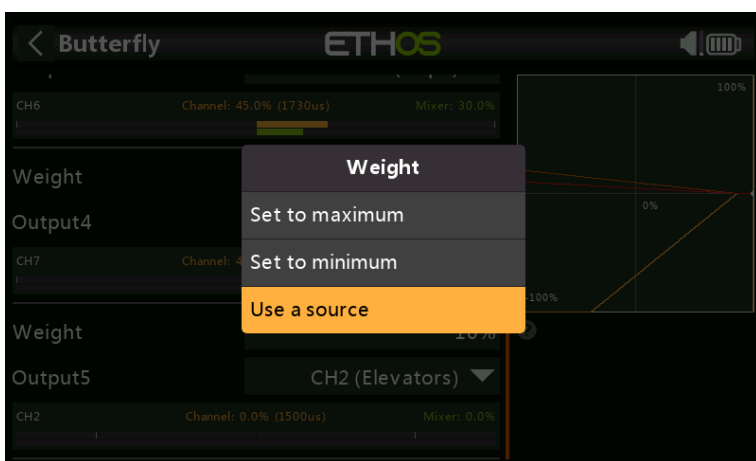 Butterfly
ETHOS
100%
CH6 Channel: 45.0% (1730us) Mixer: 30.0%
Weight
Weight
Set to maximum
0%
Output4
Set to minimum
CH7 Channel: 4
Use a source
-100%
Weight 10%
Output5 CH2 (Elevators)
CH2 Channel: 0.0% (1500us) Mixer: 0.0%